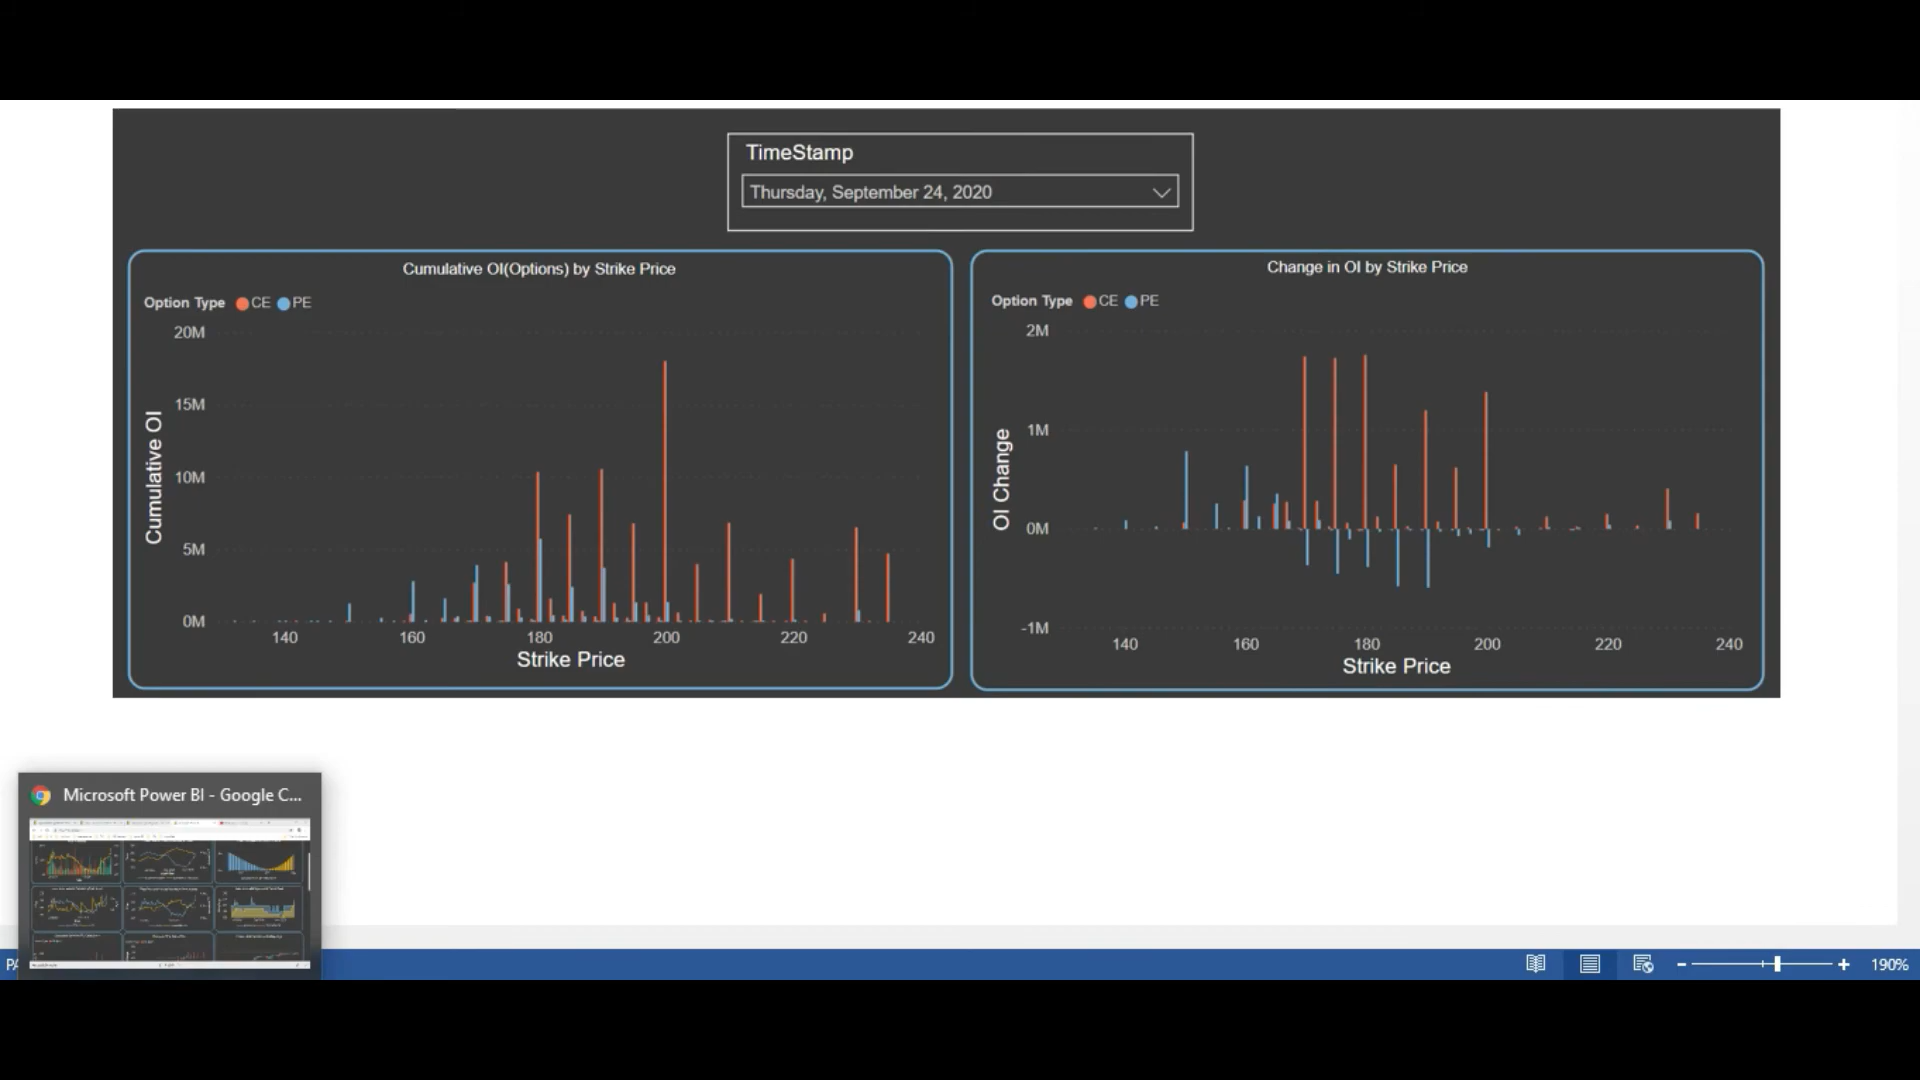 TimeStamp
Thursday, September 24, 2020
Cumulative OI(Options) by Strike Price
Option Type CE PE
20M
15M
10M
5M
0M
Cumulative OI
140 160 180 200 220 240
Strike Price
Change in OI by Strike Price
Option Type CE PE
2M
1M
0M
-1M
OI Change
140 160 180 200 220 240
Strike Price
Microsoft Power BI - Google C...
PA
190%